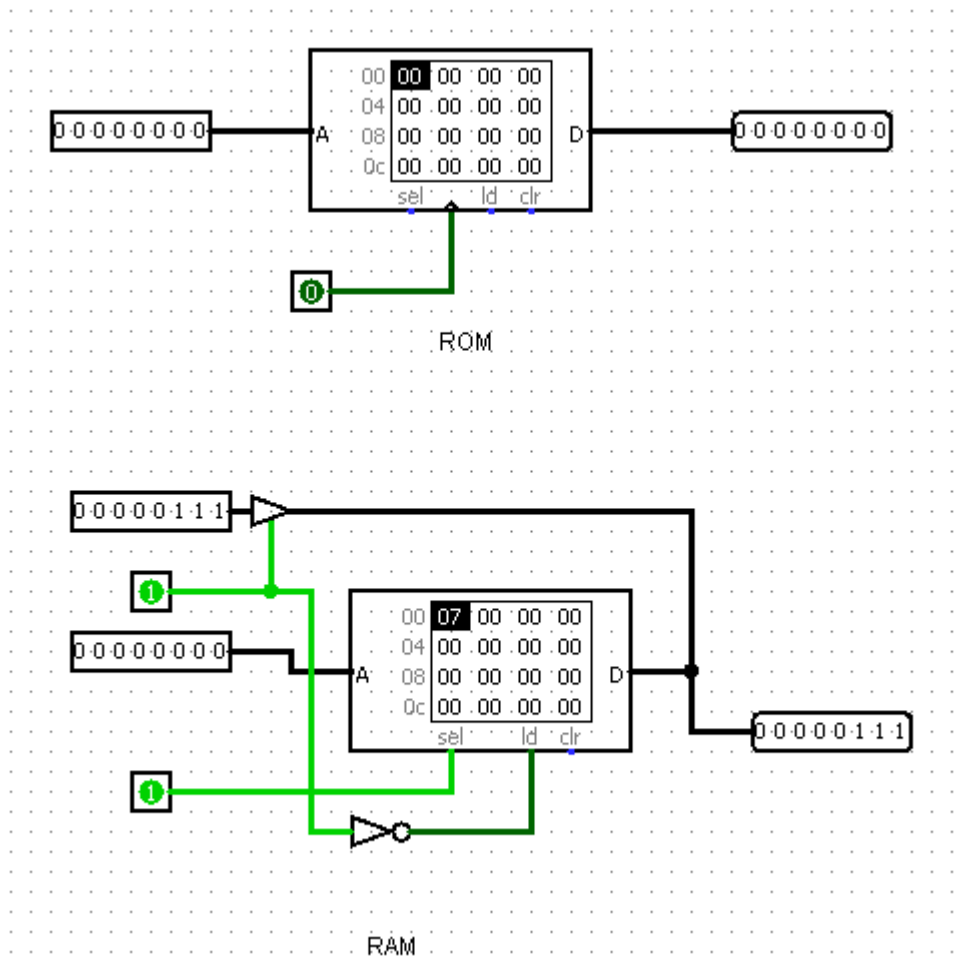 00 00 00 00 00
0 0 0 0 0 0 0 0 A 04 00 00 00 00 D 0 0 0 0 0 0 0 0
08 00 00 00 00
0c 00 00 00 00
sel ld clr
0
ROM
0 0 0 0 0 1 1 1
1
00 07 00 00 00
0 0 0 0 0 0 0 0 04 00 00 00 00
A 08 00 00 00 00 D
0c 00 00 00 00
sel ld clr 0 0 0 0 0 1 1 1
1
RAM